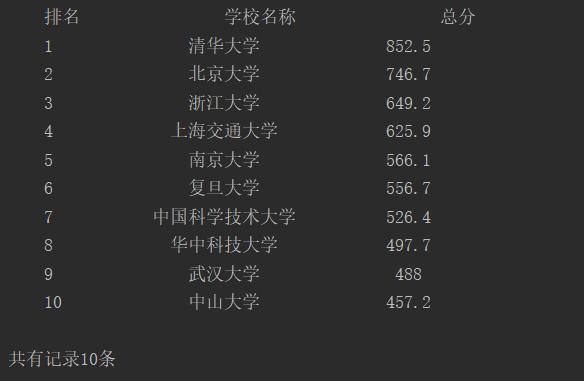 排名 学校名称 总分
1 清华大学 852.5
2 北京大学 746.7
3 浙江大学 649.2
4 上海交通大学 625.9
5 南京大学 566.1
6 复旦大学 556.7
7 中国科学技术大学 526.4
8 华中科技大学 497.7
9 武汉大学 488
10 中山大学 457.2
共有记录10条